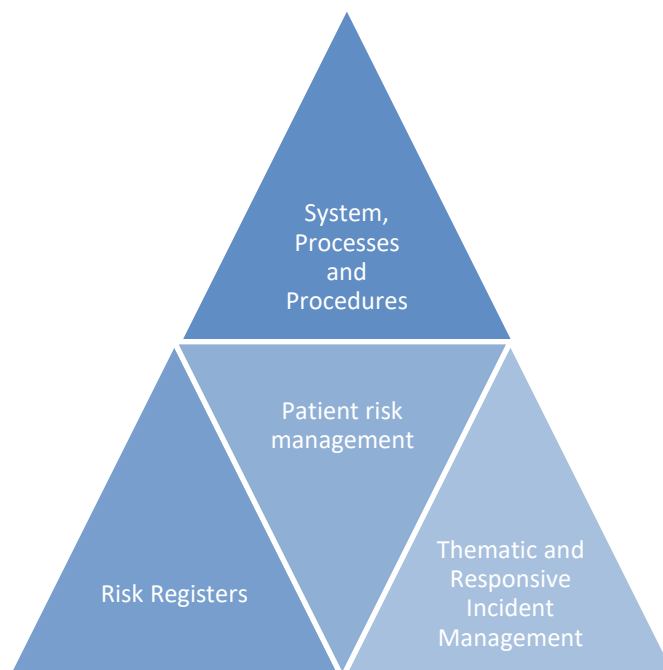 System,
Processes
and
Procedures
Patient risk
management
Risk Registers
Thematic and
Responsive
Incident
Management